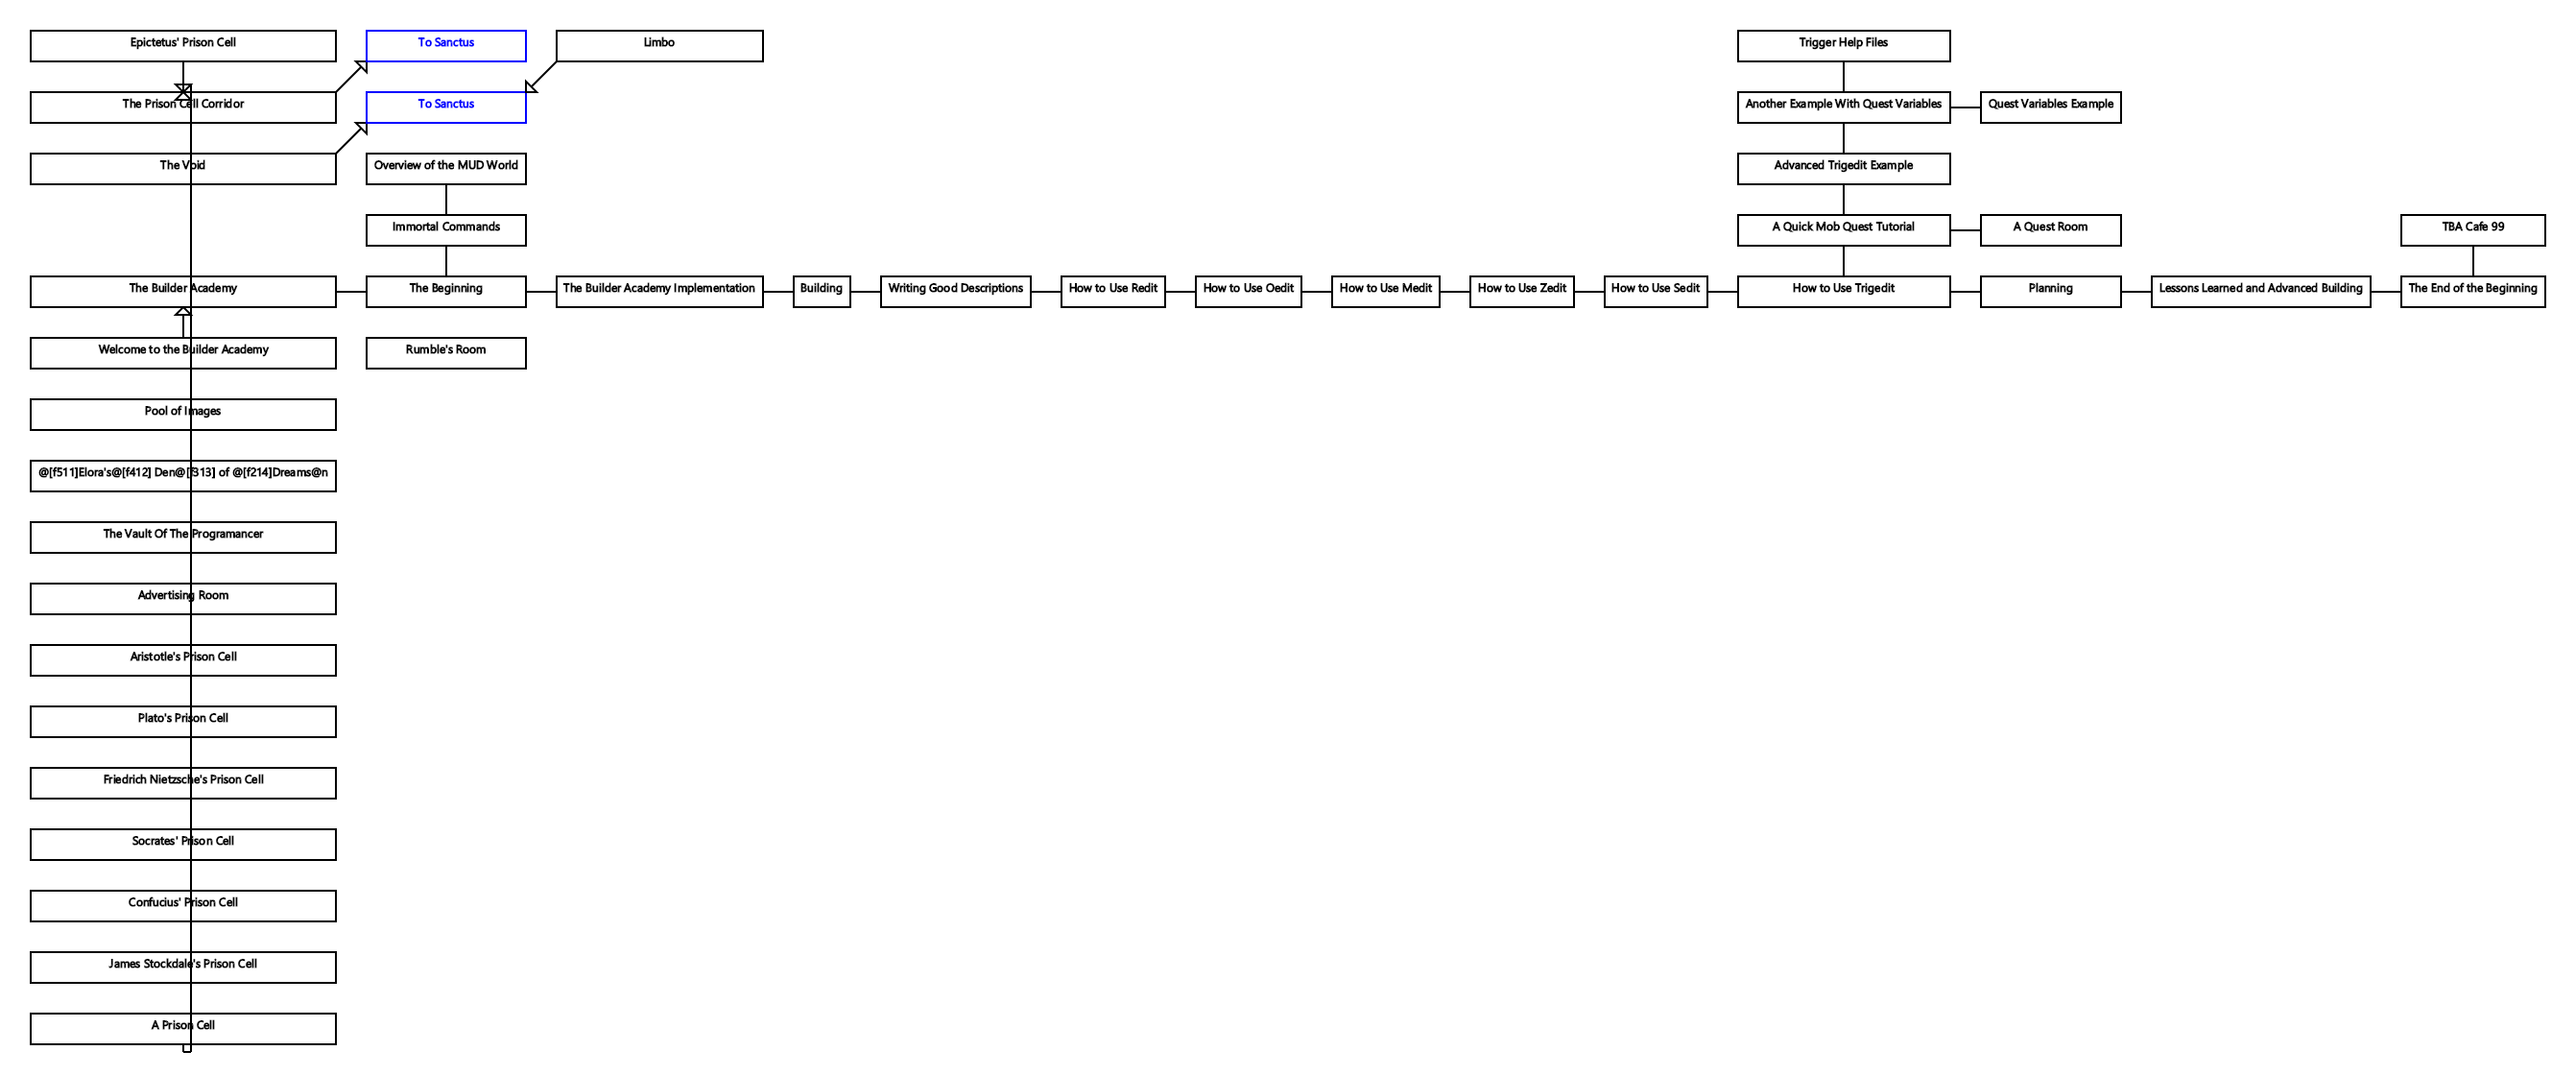 Epictetus' Prison Cell
To Sanctus
Limbo
Trigger Help Files
The Prison Cell Corridor
To Sanctus
Another Example With Quest Variables
Quest Variables Example
The Void
Overview of the MUD World
Advanced Trigedit Example
Immortal Commands
A Quick Mob Quest Tutorial
A Quest Room
TBA Cafe 99
The Builder Academy
The Beginning
The Builder Academy Implementation
Building
Writing Good Descriptions
How to Use Redit
How to Use Oedit
How to Use Medit
How to Use Zedit
How to Use Sedit
How to Use Trigedit
Planning
Lessons Learned and Advanced Building
The End of the Beginning
Welcome to the Builder Academy
Rumble's Room
Pool of Images
@[f511]Elora's@[f412] Den@[f313] of @[f214]Dreams@n
The Vault Of The Programancer
Advertising Room
Aristotle's Prison Cell
Plato's Prison Cell
Friedrich Nietzsche's Prison Cell
Socrates' Prison Cell
Confucius' Prison Cell
James Stockdale's Prison Cell
A Prison Cell